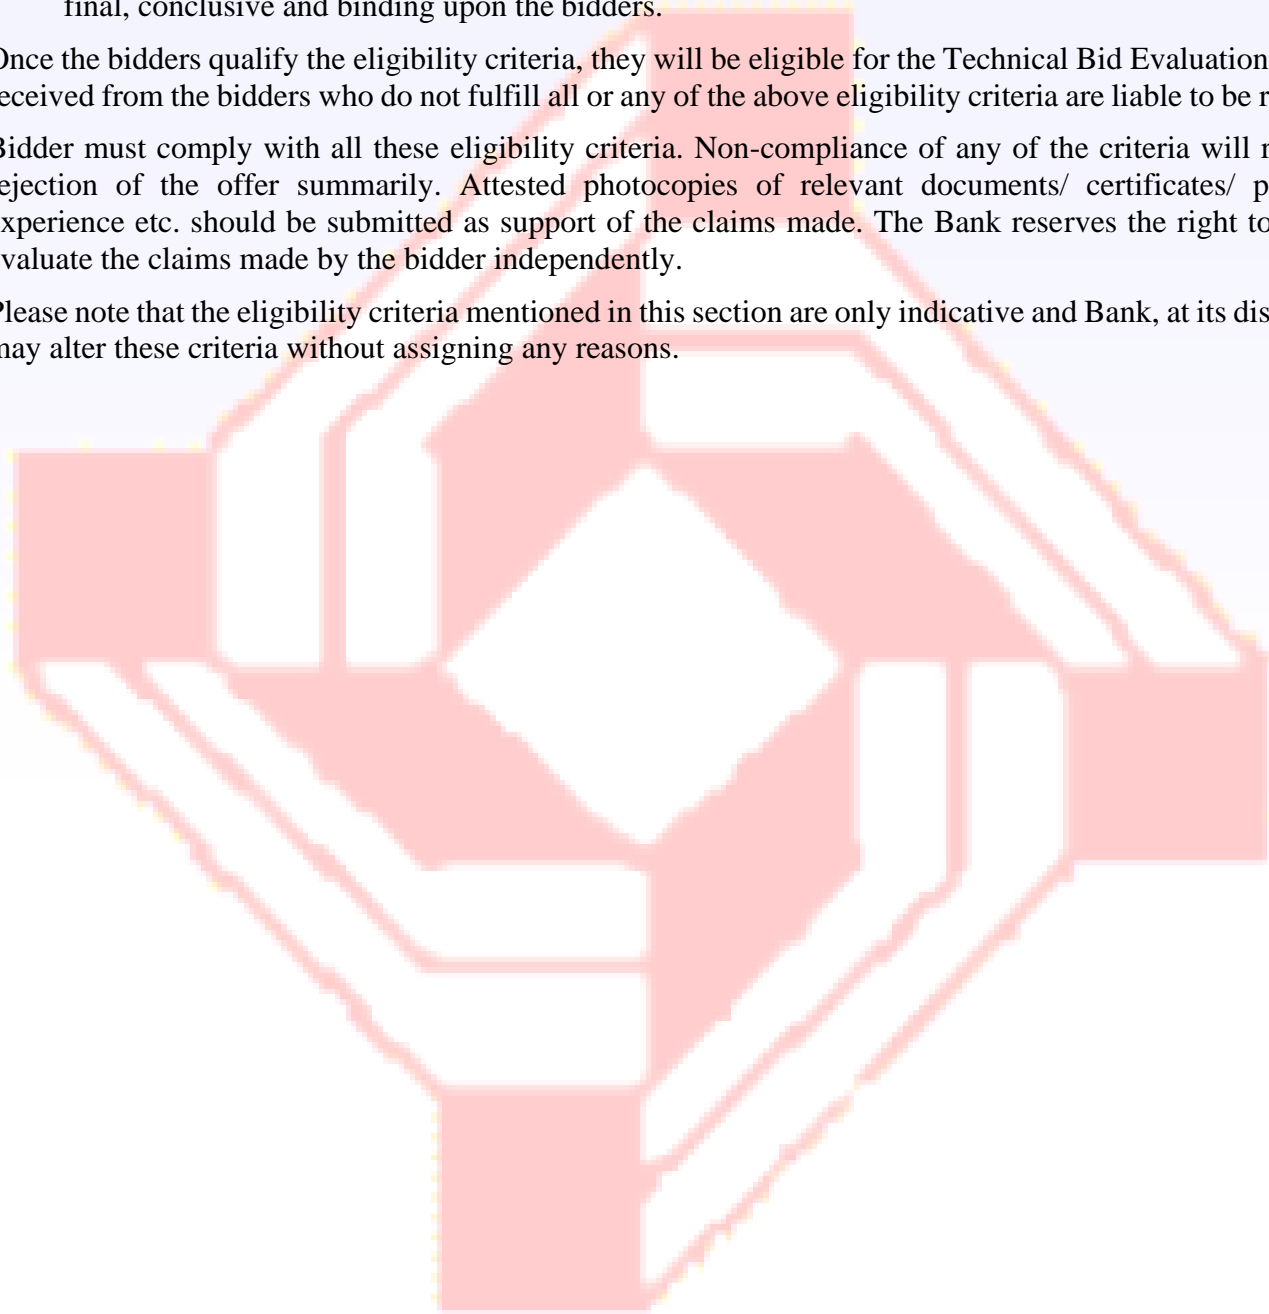 final, conclusive and binding upon the bidders.
Once the bidders qualify the eligibility criteria, they will be eligible for the Technical Bid Evaluation
received from the bidders who do not fulfill all or any of the above eligibility criteria are liable to be r
Bidder must comply with all these eligibility criteria. Non-compliance of any of the criteria will r
ejection of the offer summarily. Attested photocopies of relevant documents/ certificates/ p
xperience etc. should be submitted as support of the claims made. The Bank reserves the right to
valuate the claims made by the bidder independently.
Please note that the eligibility criteria mentioned in this section are only indicative and Bank, at its dis
may alter these criteria without assigning any reasons.